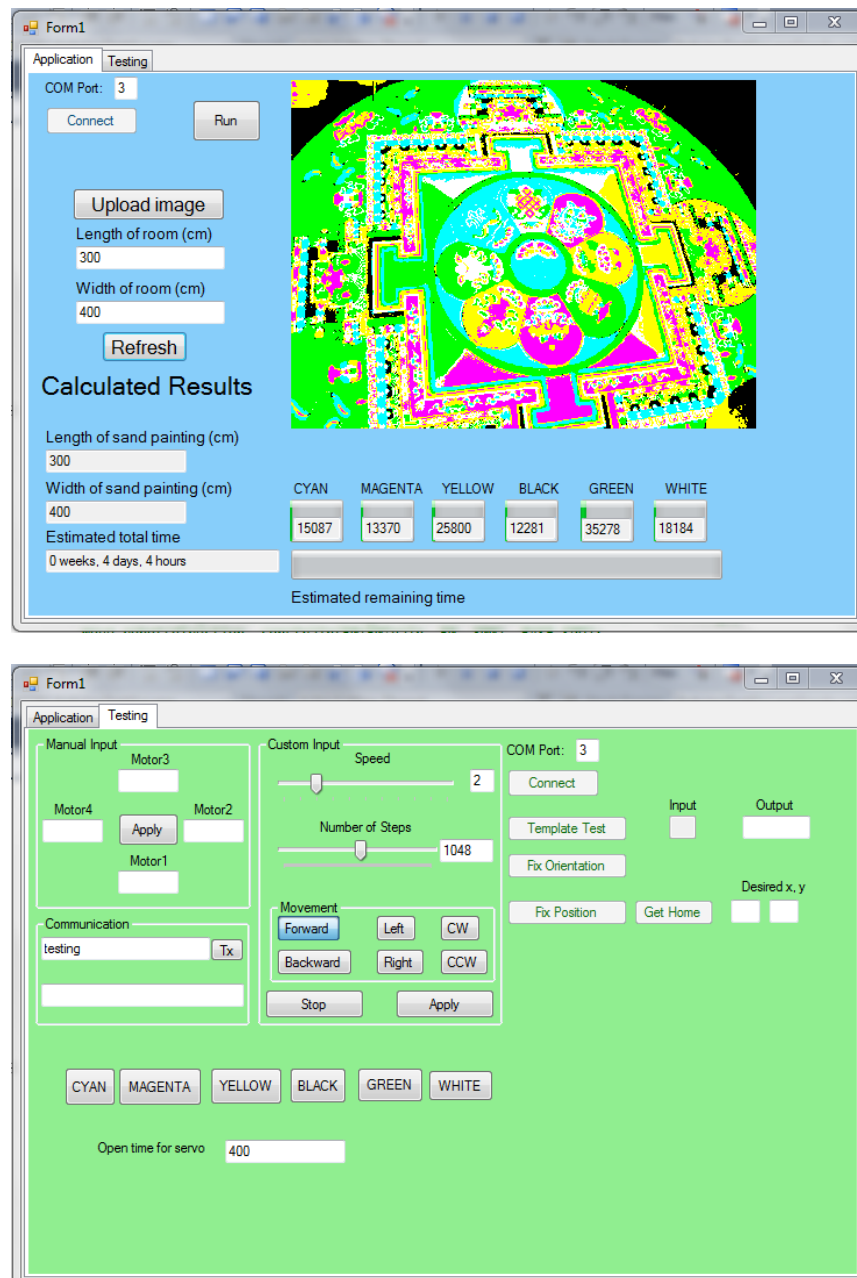 Form1
Application Testing
COM Port: 3
Connect Run
Upload image
Length of room (cm)
300
Width of room (cm)
400
Refresh
Calculated Results
Length of sand painting (cm)
300
Width of sand painting (cm)
400
Estimated total time
0 weeks, 4 days, 4 hours
CYAN MAGENTA YELLOW BLACK GREEN WHITE
15087 13370 25800 12281 35278 18184
Estimated remaining time
Form1
Application Testing
Manual Input
Motor3
Motor4 Motor2
Apply
Motor1
Communication
testing Tx
Custom Input
Speed
2
Number of Steps
1048
Movement
Forward Left CW
Backward Right CCW
Stop Apply
COM Port: 3
Connect
Input Output
Template Test
Fix Orientation
Desired x, y
Fix Position Get Home
CYAN MAGENTA YELLOW BLACK GREEN WHITE
Open time for servo 400